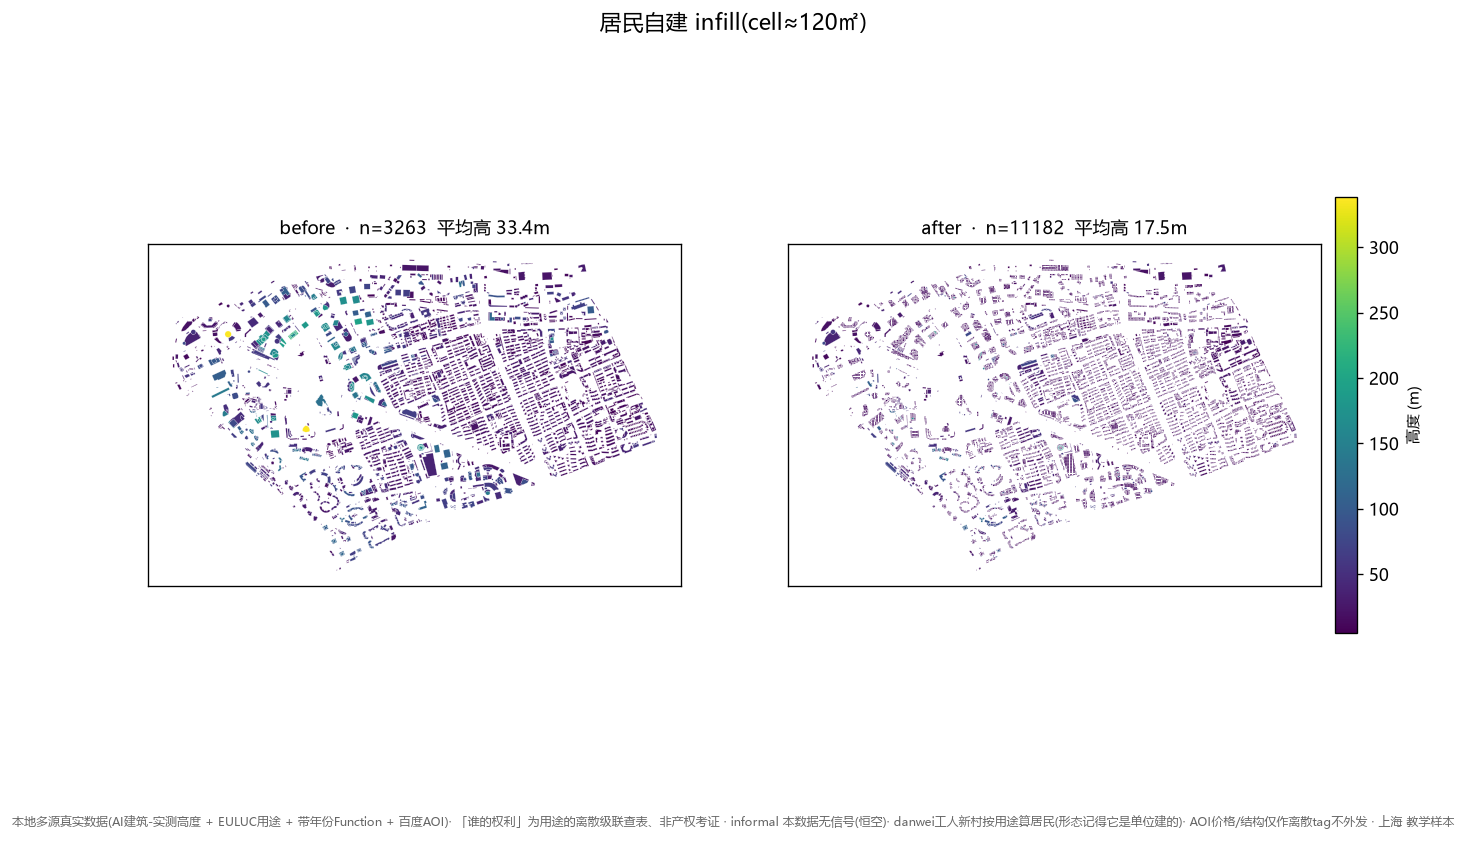 居民自建 infill(cell≈120㎡)
before · n=3263 平均高 33.4m
after · n=11182 平均高 17.5m
300
250
200
150
100
50
高度 (m)
本地多源真实数据(AI建筑-实测高度 + EULUC用途 + 带年份Function + 百度AOI)· 「谁的权利」为用途的离散级联查表、非产权考证 · informal 本数据无信号(恒空)· danwei工人新村按用途算居民(形态记得它是单位建的)· AOI价格/结构仅作离散tag不外发 · 上海 教学样本